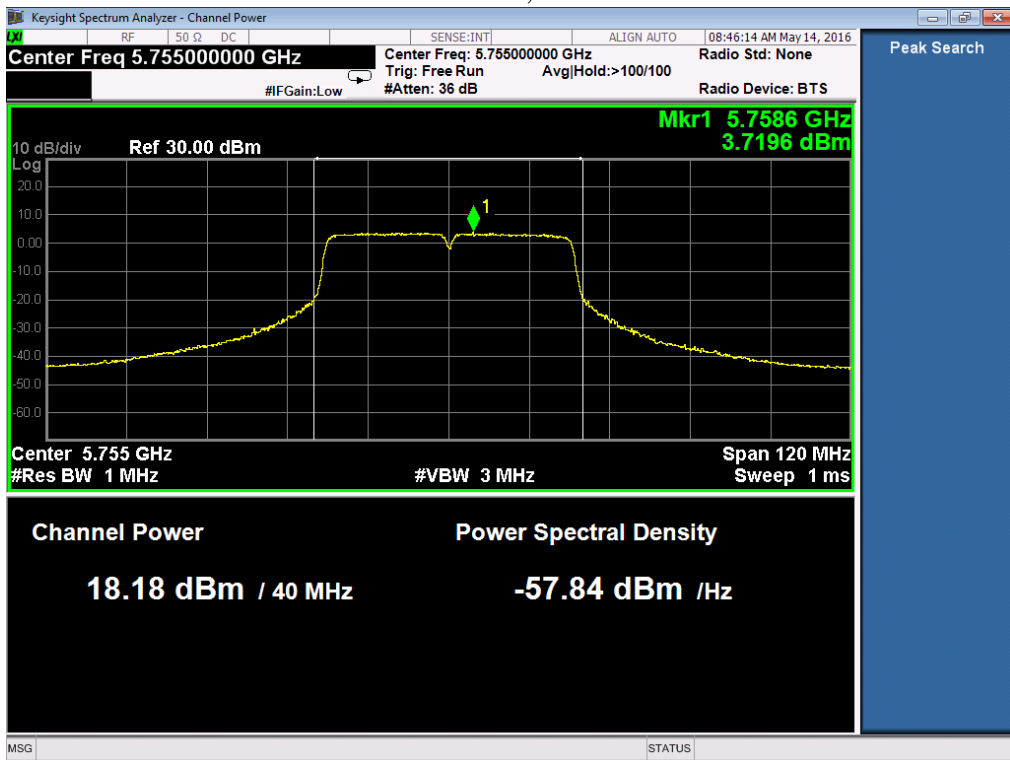 Keysight Spectrum Analyzer - Channel Power
LXI RF 50 Ω DC SENSE:INT ALIGN AUTO 08:46:14 AM May 14, 2016
Center Freq 5.755000000 GHz
Center Freq: 5.755000000 GHz Radio Std: None
Trig: Free Run Avg|Hold:>100/100
#IFGain:Low #Atten: 36 dB Radio Device: BTS
Peak Search
Mkr1 5.7586 GHz
3.7196 dBm
10 dB/div Ref 30.00 dBm
Log
20.0
10.0
1
0.00
-10.0
-20.0
-30.0
-40.0
-50.0
-60.0
Center 5.755 GHz Span 120 MHz
#Res BW 1 MHz #VBW 3 MHz Sweep 1 ms
Channel Power Power Spectral Density
18.18 dBm / 40 MHz -57.84 dBm /Hz
MSG STATUS